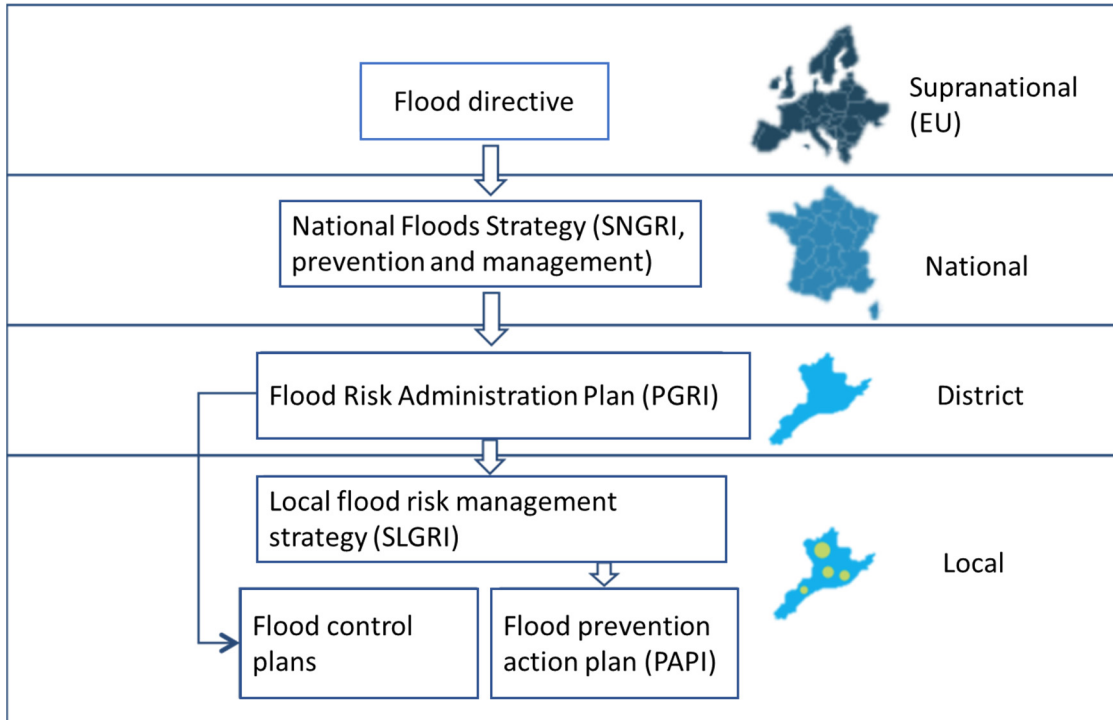 Flood directive
Supranational
(EU)
National Floods Strategy (SNGRI,
prevention and management)
National
Flood Risk Administration Plan (PGRI)
District
Local flood risk management
strategy (SLGRI)
Local
Flood control
plans
Flood prevention
action plan (PAPI)